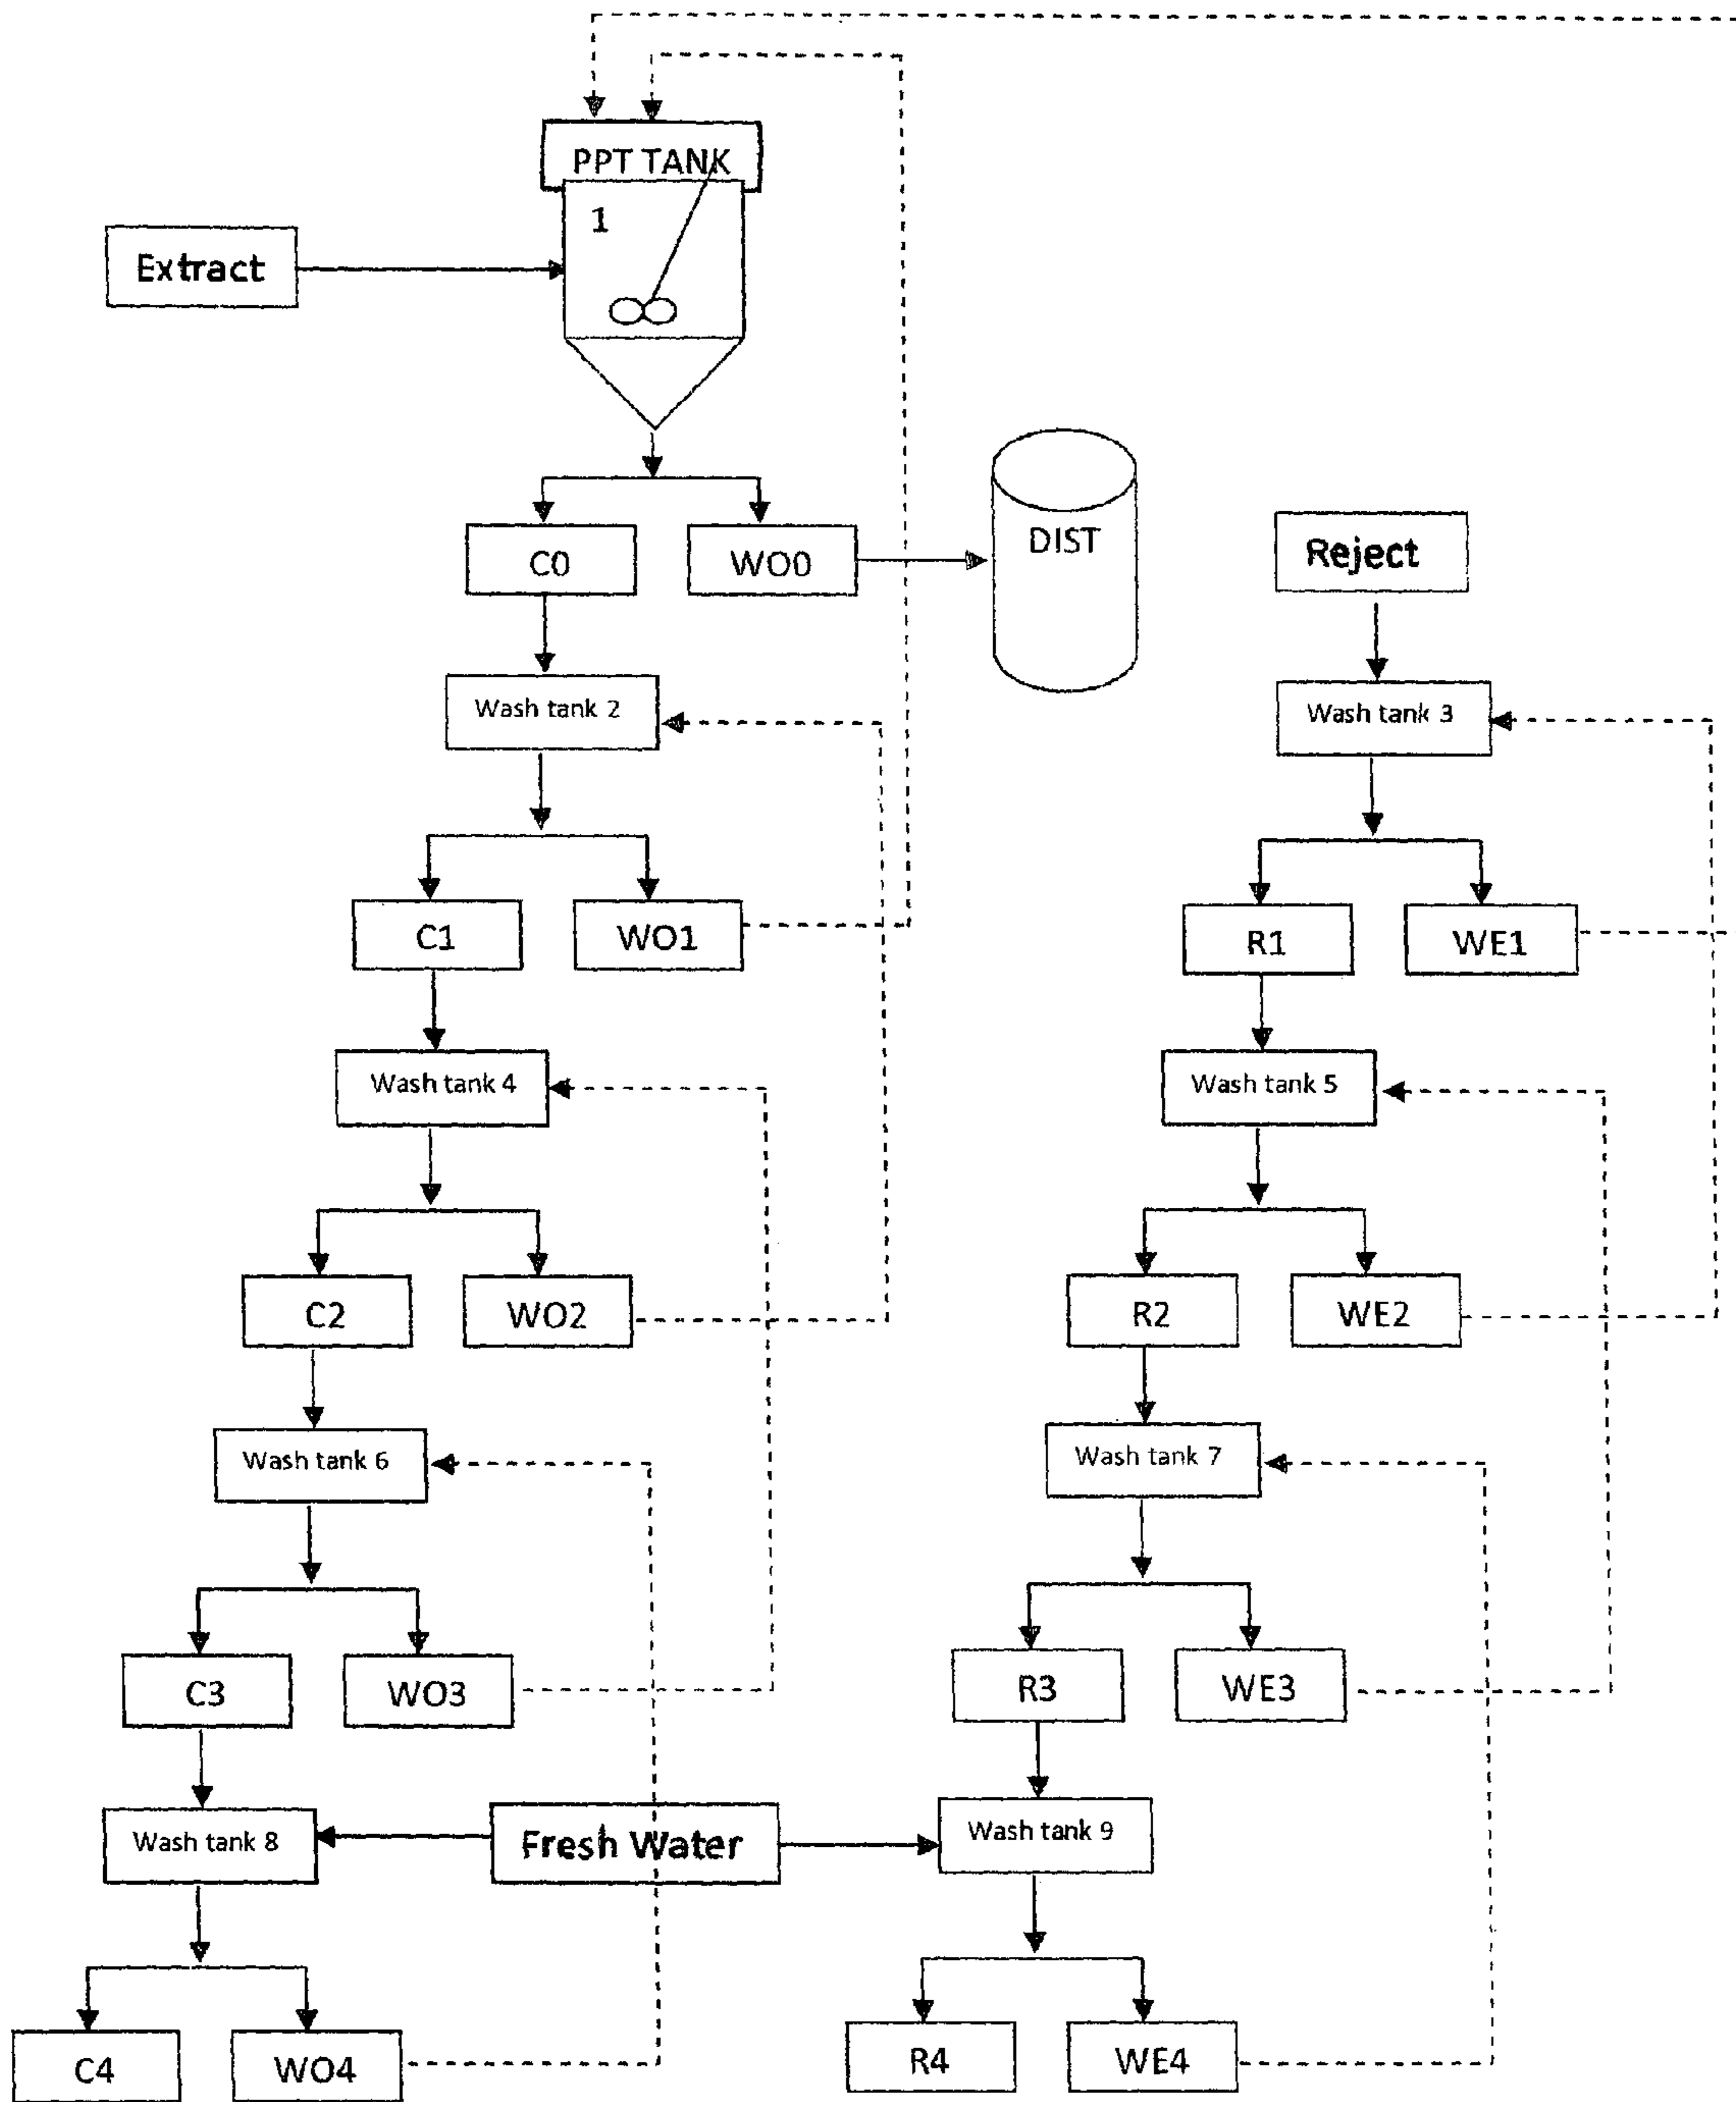 PPT TANK
1
Extract
C0
WO0
DIST
Reject
Wash tank 2
Wash tank 3
C1
WO1
R1
WE1
Wash tank 4
Wash tank 5
C2
WO2
R2
WE2
Wash tank 6
Wash tank 7
C3
WO3
R3
WE3
Wash tank 8
Fresh Water
Wash tank 9
C4
WO4
R4
WE4